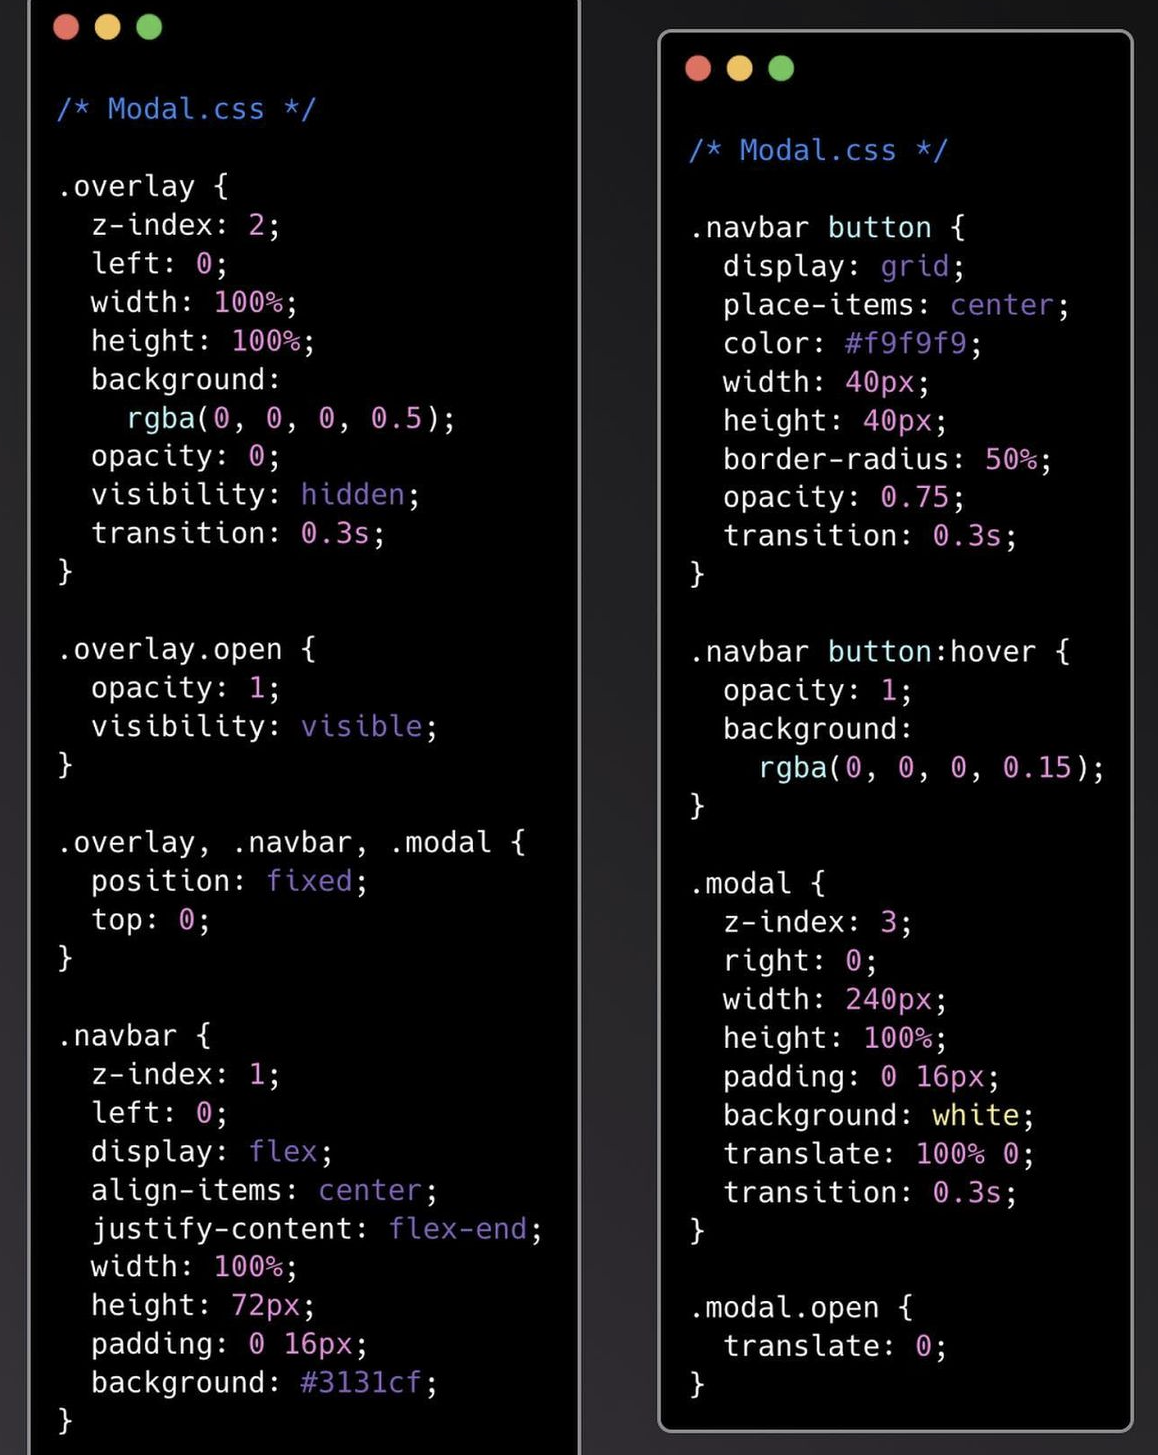 /* Modal.css */
.overlay {
z-index: 2;
left: 0;
width: 100%;
height: 100%;
background:
rgba(0, 0, 0, 0.5);
opacity: 0;
visibility: hidden;
transition: 0.3s;
}
.overlay.open {
opacity: 1;
visibility: visible;
}
.overlay, .navbar, .modal {
position: fixed;
top: 0;
}
.navbar {
z-index: 1;
left: 0;
display: flex;
align-items: center;
justify-content: flex-end;
width: 100%;
height: 72px;
padding: 0 16px;
background: #3131cf;
}
/* Modal.css */
.navbar button {
display: grid;
place-items: center;
color: #f9f9f9;
width: 40px;
height: 40px;
border-radius: 50%;
opacity: 0.75;
transition: 0.3s;
}
.navbar button:hover {
opacity: 1;
background:
rgba(0, 0, 0, 0.15);
}
.modal {
z-index: 3;
right: 0;
width: 240px;
height: 100%;
padding: 0 16px;
background: white;
translate: 100% 0;
transition: 0.3s;
}
.modal.open {
translate: 0;
}